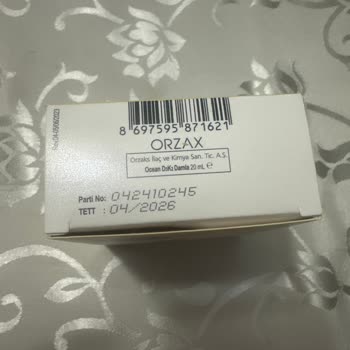 8 697595 871621
ORZAX
Orzaks İlaç ve Kimya San. Tic. A.Ş.
Ocean D₃K₂ Damla 20 mL ℮
Parti No: 042410245
TETT : 04/2026